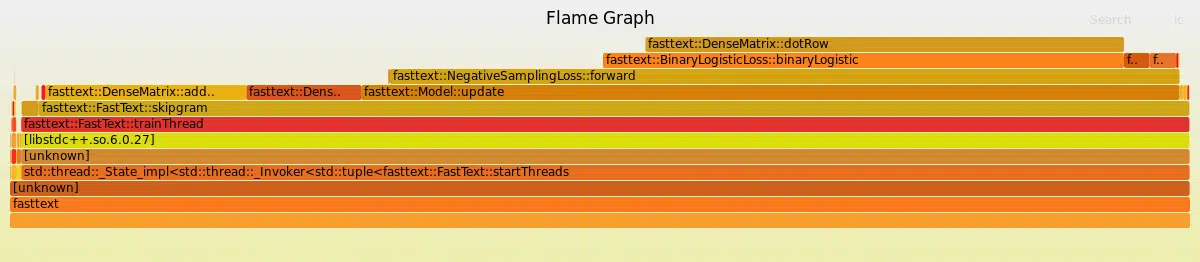 Flame Graph
Search ic
fasttext::DenseMatrix::dotRow
fasttext::BinaryLogisticLoss::binaryLogistic f.. f..
fasttext::NegativeSamplingLoss::forward
fasttext::DenseMatrix::add.. fasttext::Dens.. fasttext::Model::update
fasttext::FastText::skipgram
fasttext::FastText::trainThread
[libstdc++.so.6.0.27]
[unknown]
std::thread::_State_impl<std::thread::_Invoker<std::tuple<fasttext::FastText::startThreads
[unknown]
fasttext